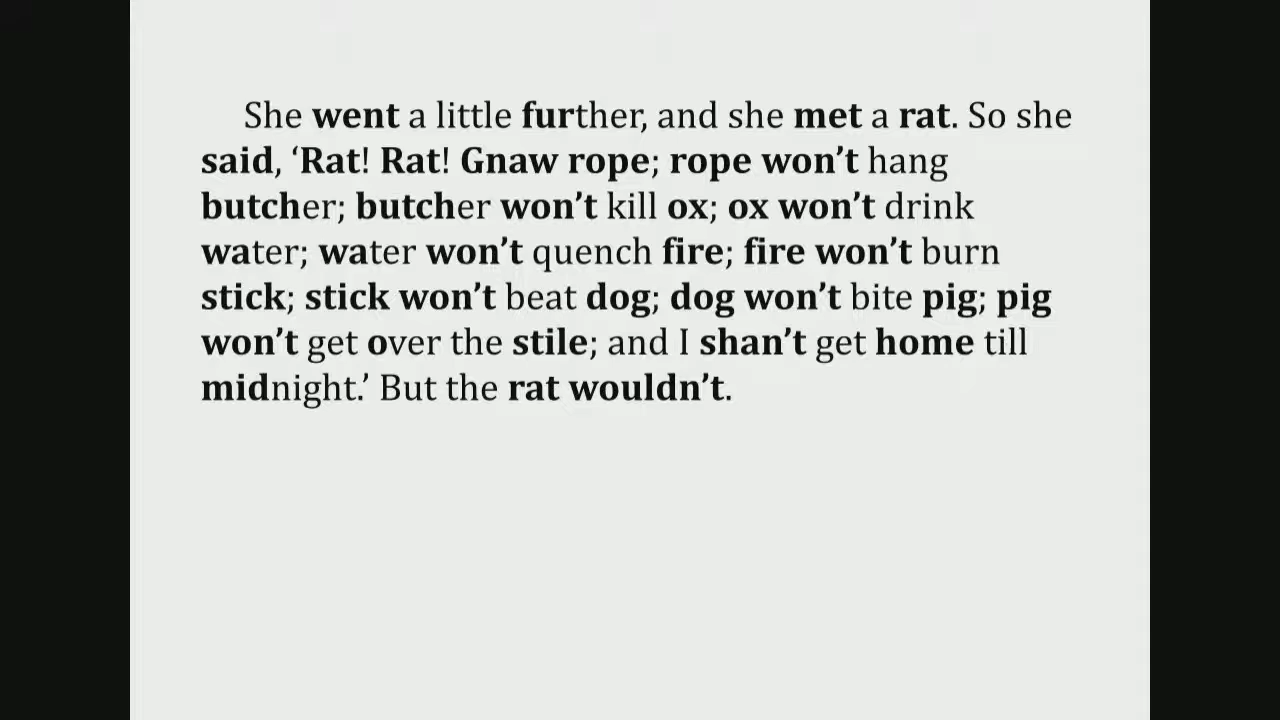 She went a little further, and she met a rat. So she
said, ‘Rat! Rat! Gnaw rope; rope won’t hang
butcher; butcher won’t kill ox; ox won’t drink
water; water won’t quench fire; fire won’t burn
stick; stick won’t beat dog; dog won’t bite pig; pig
won’t get over the stile; and I shan’t get home till
midnight.’ But the rat wouldn’t.